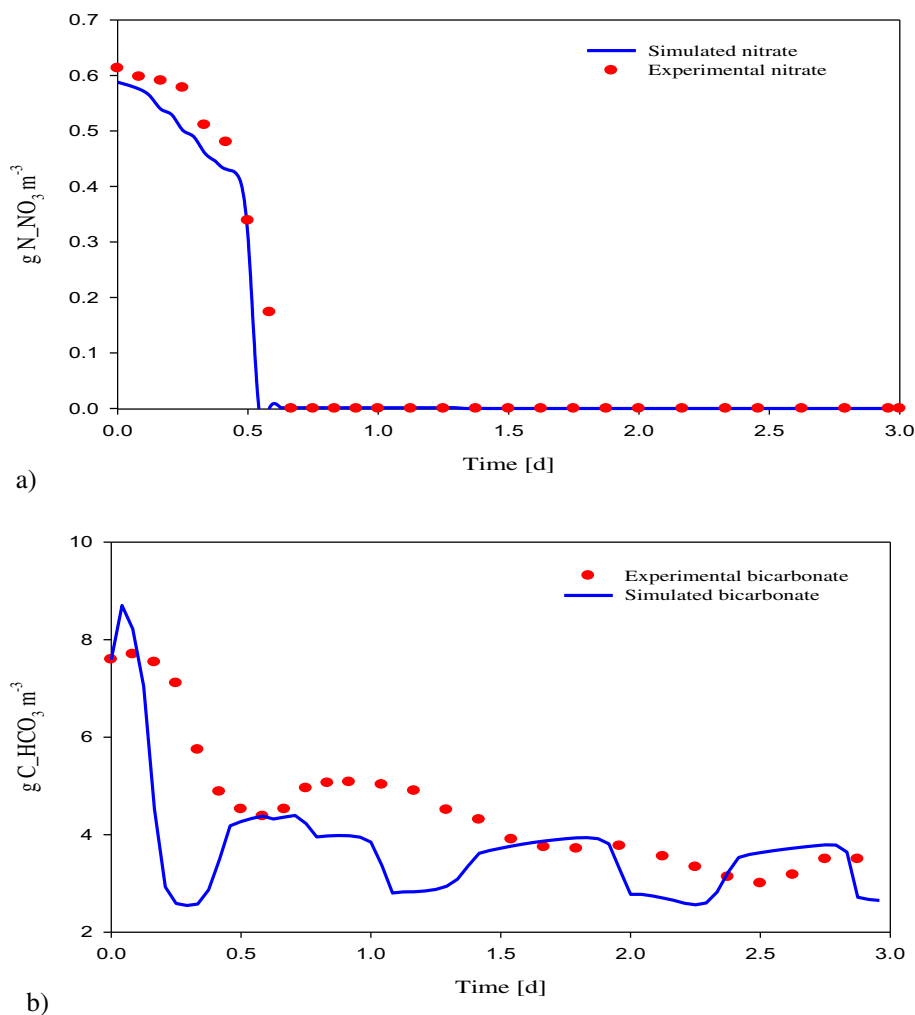 0.7
0.6
0.5
0.4
0.3
0.2
0.1
0.0
g N_NO3 m-3
Simulated nitrate
Experimental nitrate
0.0 0.5 1.0 1.5 2.0 2.5 3.0
Time [d]
a)
10
8
6
4
2
g C_HCO3 m-3
Experimental bicarbonate
Simulated bicarbonate
0.0 0.5 1.0 1.5 2.0 2.5 3.0
Time [d]
b)